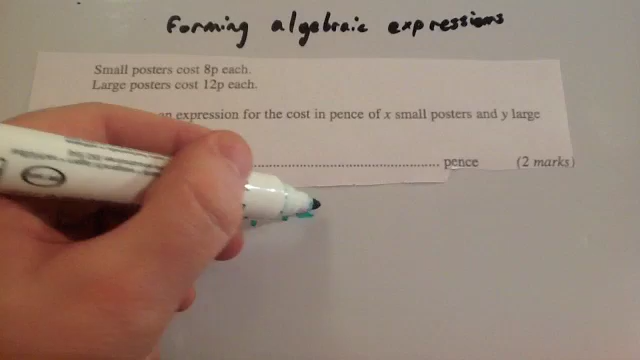 Forming algebraic expressions
Small posters cost 8p each.
Large posters cost 12p each.
an expression for the cost in pence of x small posters and y large
.......................................................... pence (2 marks)